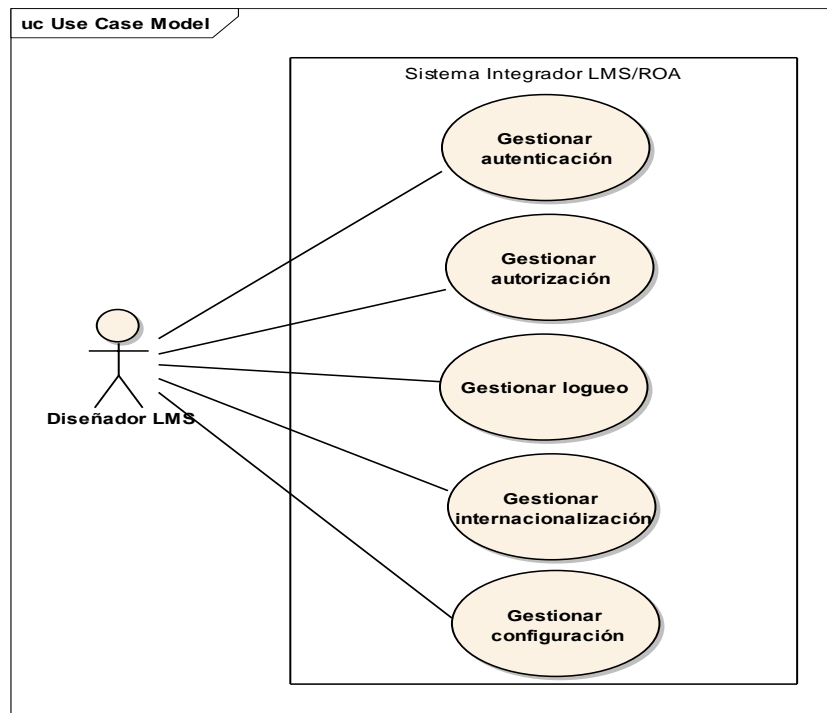 uc Use Case Model
Sistema Integrador LMS/ROA
Gestionar
autenticación
Gestionar
autorización
Gestionar logueo
Diseñador LMS
Gestionar
internacionalización
Gestionar
configuración